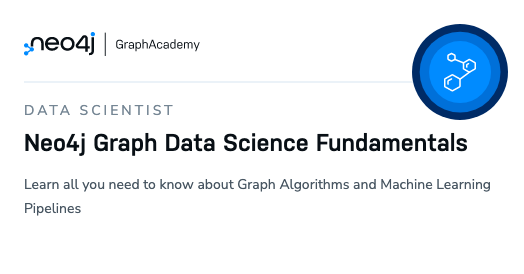 neo4j GraphAcademy
DATA SCIENTIST
Neo4j Graph Data Science Fundamentals
Learn all you need to know about Graph Algorithms and Machine Learning
Pipelines